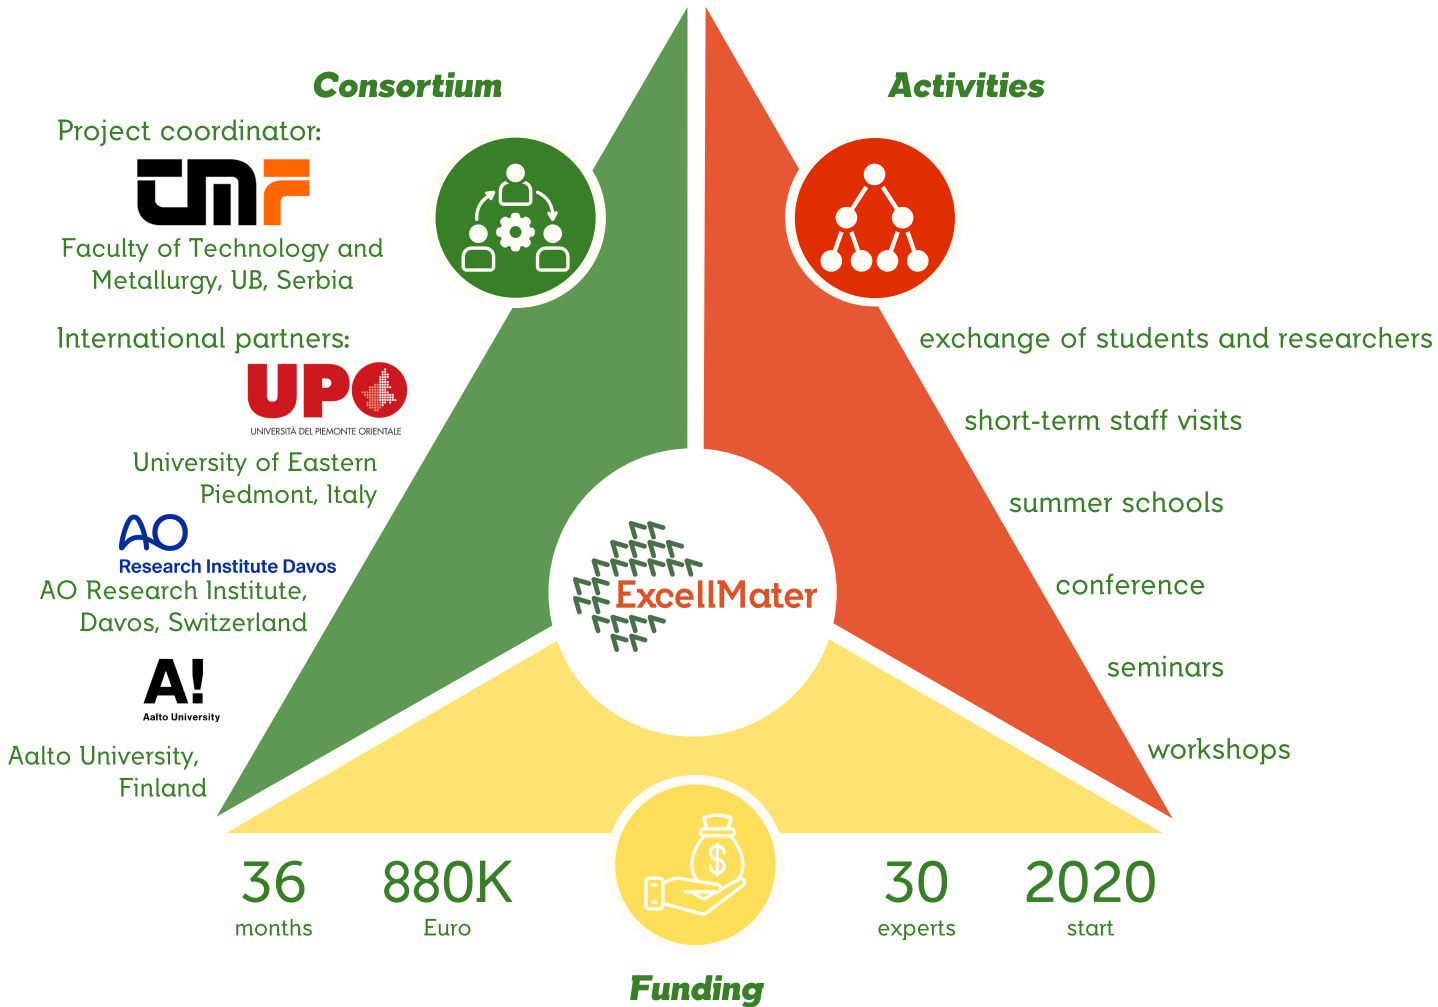 Consortium
Project coordinator:
TMF
Faculty of Technology and
Metallurgy, UB, Serbia
International partners:
UPO
UNIVERSITÀ DEL PIEMONTE ORIENTALE
University of Eastern
Piedmont, Italy
AO
Research Institute Davos
AO Research Institute,
Davos, Switzerland
A!
Aalto University
Aalto University,
Finland
Activities
exchange of students and researchers
short-term staff visits
summer schools
conference
seminars
workshops
ExcellMater
$
36
months
880K
Euro
30
experts
2020
start
Funding